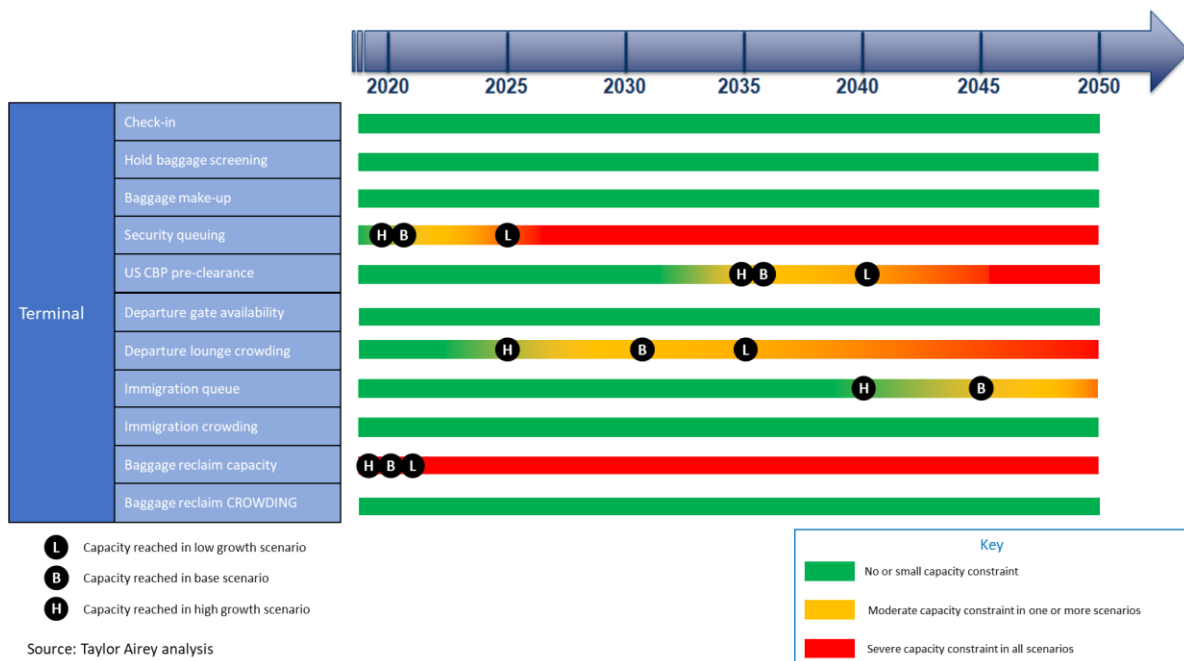 2020 2025 2030 2035 2040 2045 2050
Terminal
Check-in
Hold baggage screening
Baggage make-up
Security queuing
H B L
US CBP pre-clearance
H B L
Departure gate availability
Departure lounge crowding
H B L
Immigration queue
H B
Immigration crowding
Baggage reclaim capacity
H B L
Baggage reclaim CROWDING
L Capacity reached in low growth scenario
B Capacity reached in base scenario
H Capacity reached in high growth scenario
Source: Taylor Airey analysis
Key
No or small capacity constraint
Moderate capacity constraint in one or more scenarios
Severe capacity constraint in all scenarios